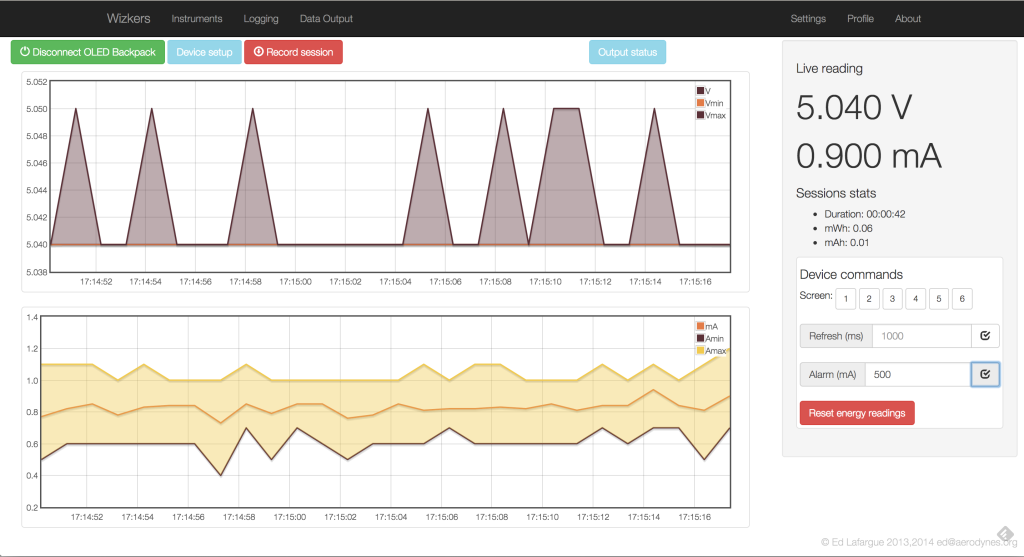 Wizkers Instruments Logging Data Output Settings Profile About
Disconnect OLED Backpack Device setup Record session Output status
5.052
5.050
5.048
5.046
5.044
5.042
5.040
5.038
V
Vmin
Vmax
17:14:52 17:14:54 17:14:56 17:14:58 17:15:00 17:15:02 17:15:04 17:15:06 17:15:08 17:15:10 17:15:12 17:15:14 17:15:16
1.4
1.2
1.0
0.8
0.6
0.4
0.2
mA
Amin
Amax
17:14:52 17:14:54 17:14:56 17:14:58 17:15:00 17:15:02 17:15:04 17:15:06 17:15:08 17:15:10 17:15:12 17:15:14 17:15:16
Live reading
5.040 V
0.900 mA
Sessions stats
Duration: 00:00:42
mWh: 0.06
mAh: 0.01
Device commands
Screen: 1 2 3 4 5 6
Refresh (ms) 1000
Alarm (mA) 500
Reset energy readings
© Ed Lafargue 2013,2014 ed@aerodynes.org